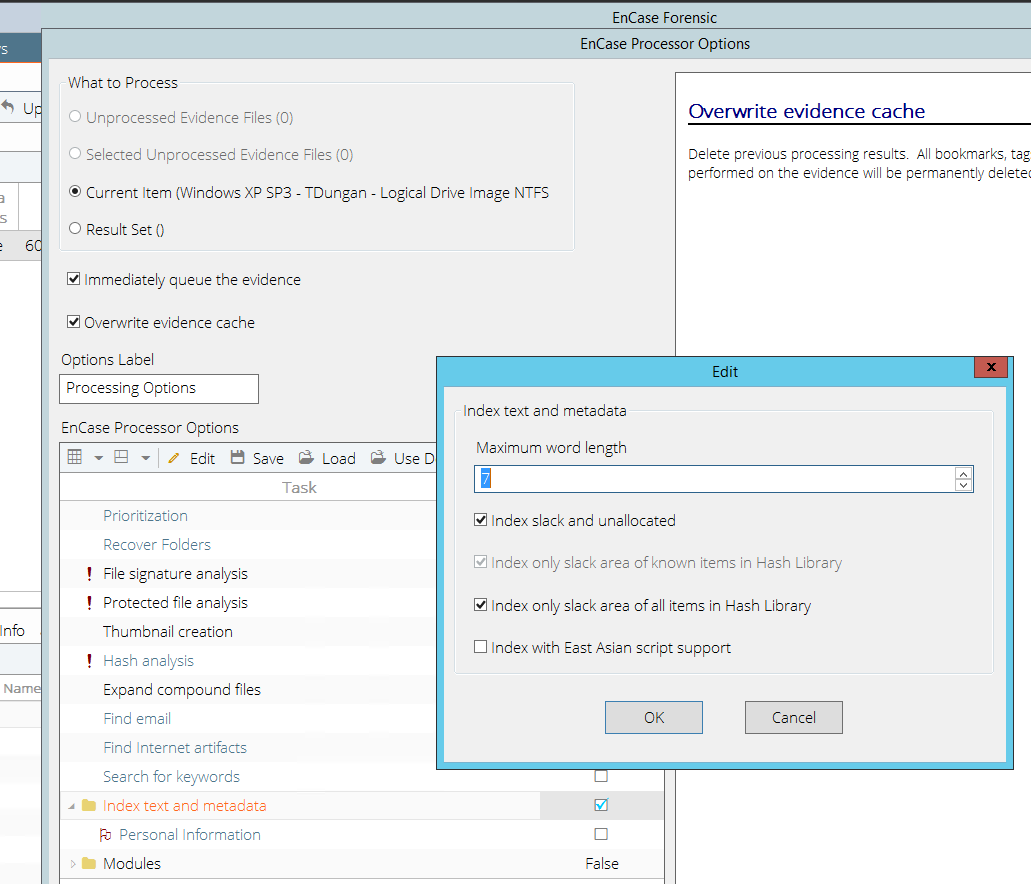 EnCase Forensic
EnCase Processor Options
s
What to Process
Unprocessed Evidence Files (0)
Selected Unprocessed Evidence Files (0)
Current Item (Windows XP SP3 - TDungan - Logical Drive Image NTFS
Result Set ()
Immediately queue the evidence
Overwrite evidence cache
Options Label
Processing Options
EnCase Processor Options
Edit Save Load Use D
Task
Prioritization
Recover Folders
! File signature analysis
! Protected file analysis
Thumbnail creation
! Hash analysis
Expand compound files
Find email
Find Internet artifacts
Search for keywords
Index text and metadata
Personal Information
Modules False
Up
a
s
e 60
Info
Name
Overwrite evidence cache
Delete previous processing results. All bookmarks, tag
performed on the evidence will be permanently deleted
Edit
x
Index text and metadata
Maximum word length
7
Index slack and unallocated
Index only slack area of known items in Hash Library
Index only slack area of all items in Hash Library
Index with East Asian script support
OK Cancel